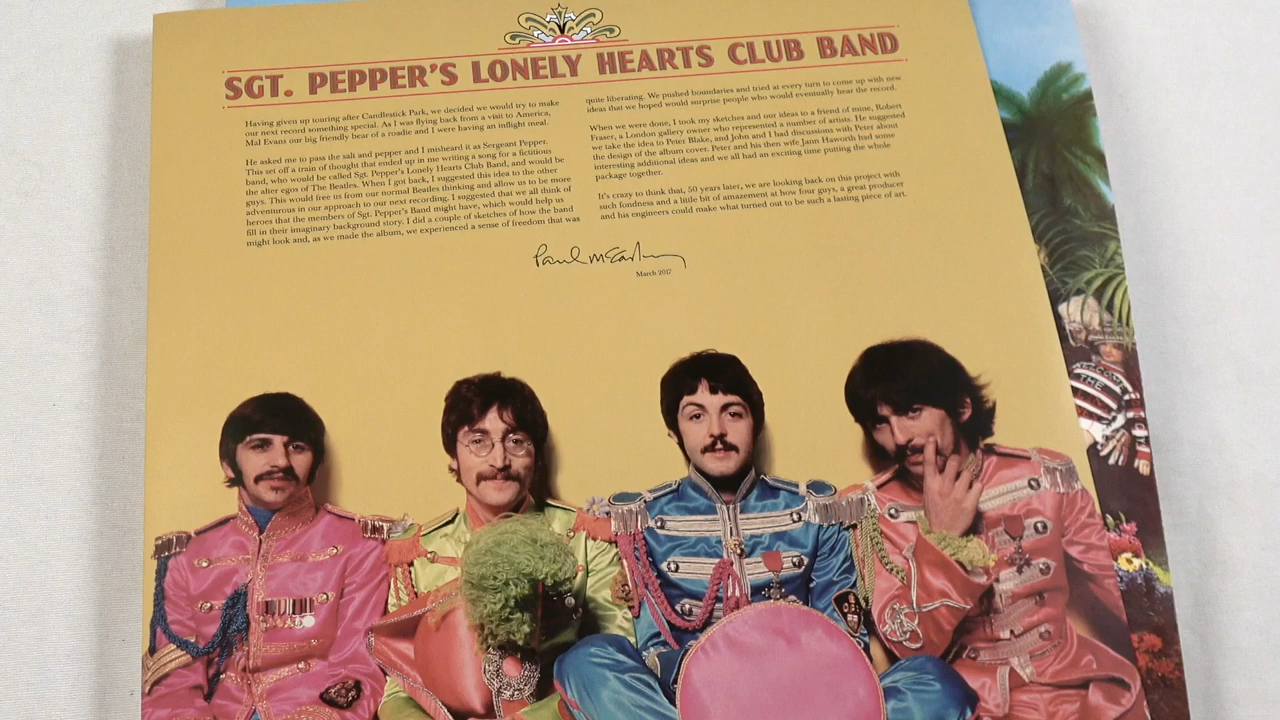 SGT. PEPPER'S LONELY HEARTS CLUB BAND
Having given up touring after Candlestick Park, we decided we would try to make
our next record something special. As I was flying back from a visit to America,
Mal Evans our big friendly bear of a roadie and I were having an inflight meal.
He asked me to pass the salt and pepper and I misheard it as Sergeant Pepper.
This set off a train of thought that ended up in me writing a song for a fictitious
band, who would be called Sgt. Pepper's Lonely Hearts Club Band, and would be
the alter egos of The Beatles. When I got back, I suggested this idea to the other
guys. This would free us from our normal Beatles thinking and allow us to be more
adventurous in our approach to our next recording. I suggested that we all think of
heroes that the members of Sgt. Pepper's Band might have, which would help us
fill in their imaginary background story. I did a couple of sketches of how the band
might look and, as we made the album, we experienced a sense of freedom that was
quite liberating. We pushed boundaries and tried at every turn to come up with new
ideas that we hoped would surprise people who would eventually hear the record.
When we were done, I took my sketches and our ideas to a friend of mine, Robert
Fraser, a London gallery owner who represented a number of artists. He suggested
we take the idea to Peter Blake, and John and I had discussions with Peter about
the design of the album cover. Peter and his then wife Jann Haworth had some
interesting additional ideas and we all had an exciting time putting the whole
package together.
It's crazy to think that, 50 years later, we are looking back on this project with
such fondness and a little bit of amazement at how four guys, a great producer
and his engineers could make what turned out to be such a lasting piece of art.
Paul McCartney
March 2017
WELCOME
THE